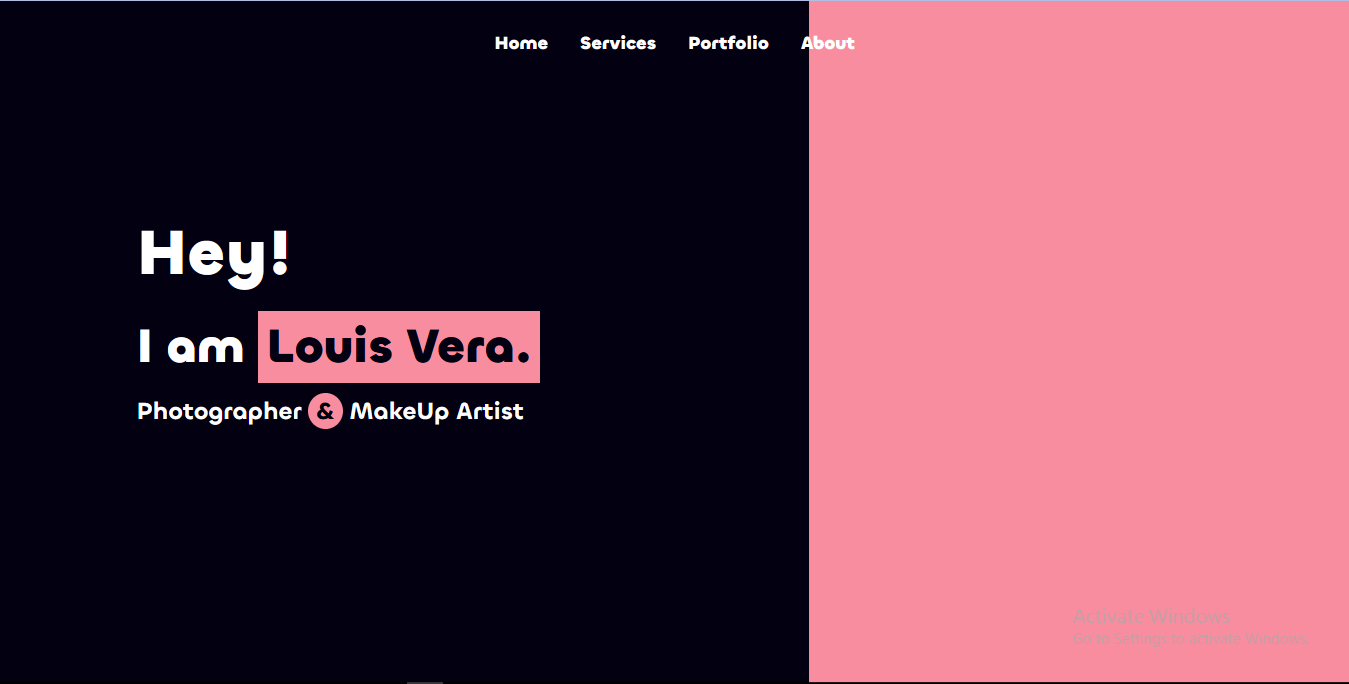 Home Services Portfolio About
Hey!
I am Louis Vera.
Photographer & MakeUp Artist
Activate Windows
Go to Settings to activate Windows.